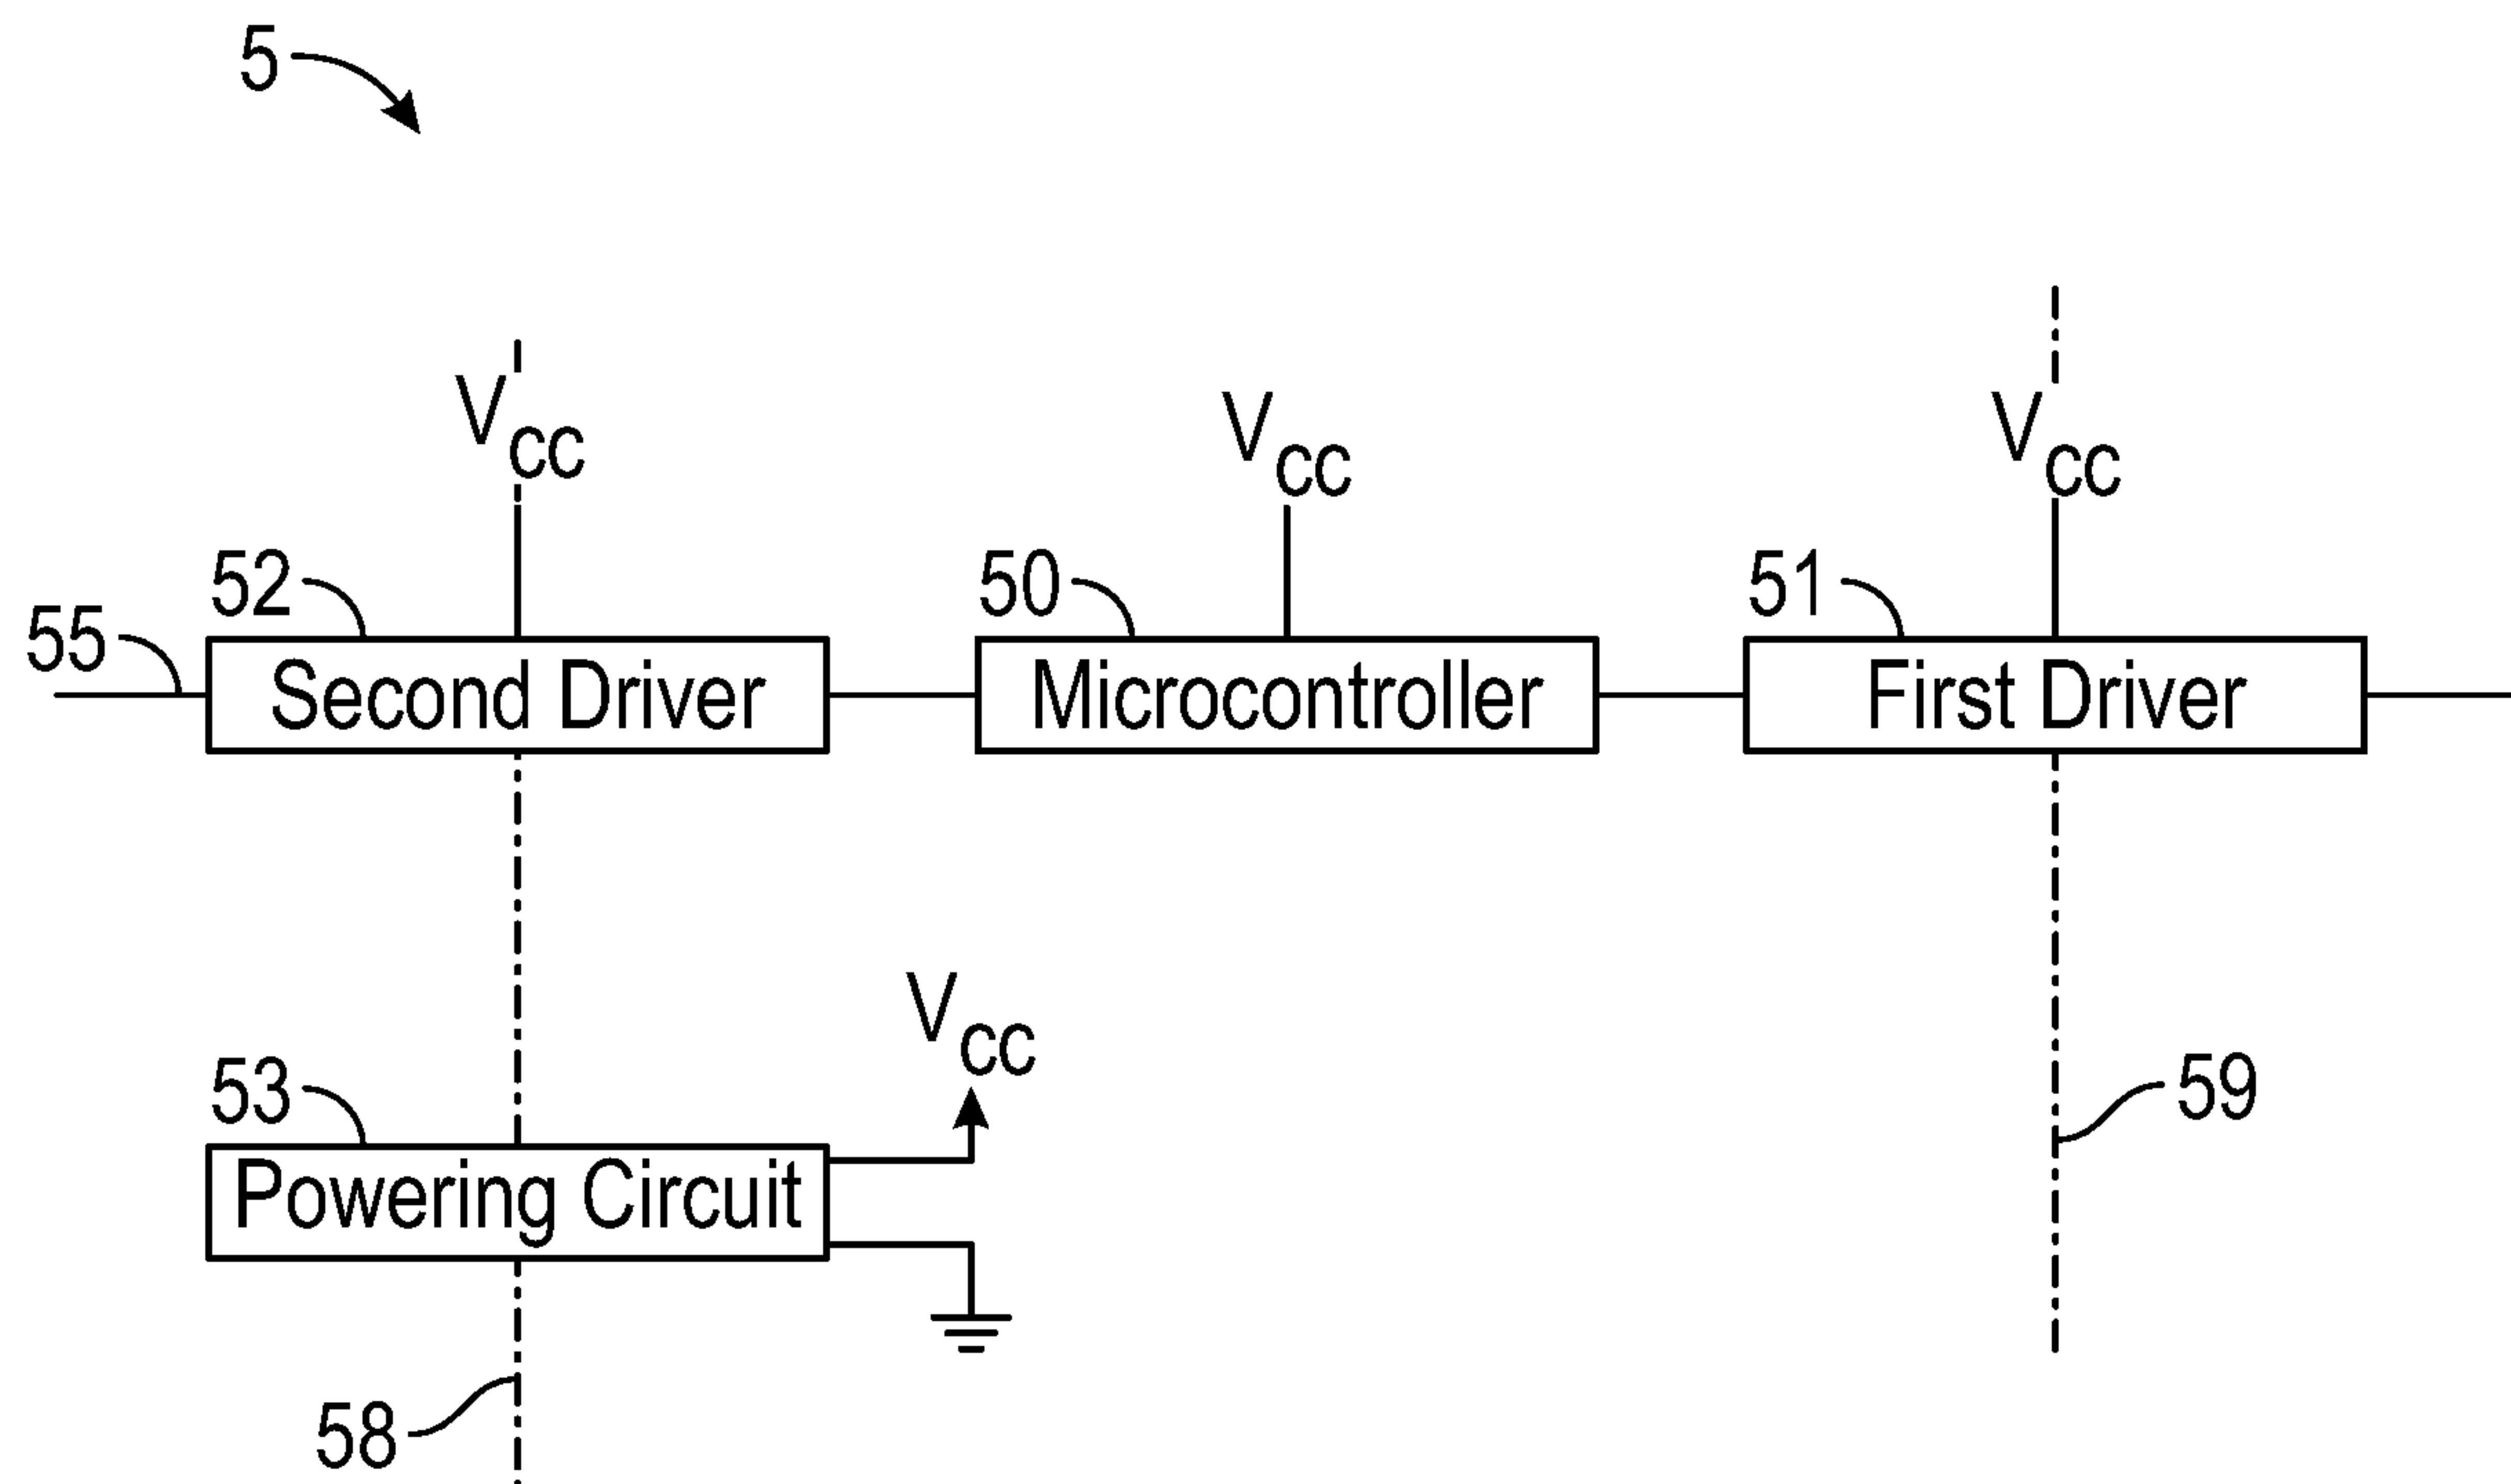 5
VCC
VCC
VCC
52
50
51
55
Second Driver
Microcontroller
First Driver
VCC
53
59
Powering Circuit
58